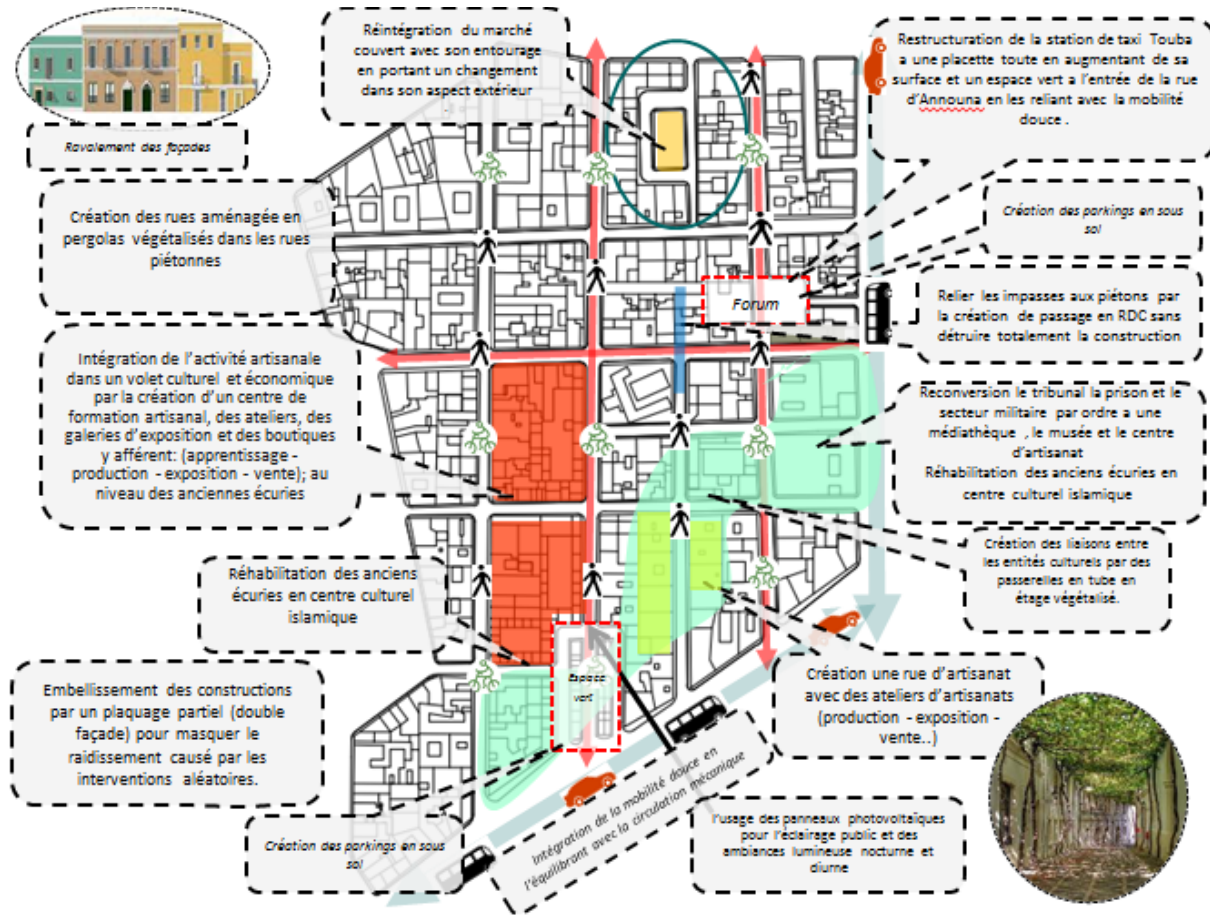 Réintégration du marché
couvert avec son entourage
en portant un changement
dans son aspect extérieur
.
Restructuration de la station de taxi Touba
a une placette toute en augmentant de sa
surface et un espace vert a l'entrée de la rue
d'Announa en les reliant avec la mobilité
douce .
Ravalement des façades
Création des rues aménagée en
pergolas végétalisés dans les rues
piétonnes
Création des parkings en sous
sol
Forum
Relier les impasses aux piétons par
la création de passage en RDC sans
détruire totalement la construction
Intégration de l'activité artisanale
dans un volet culturel et économique
par la création d'un centre de
formation artisanal, des ateliers, des
galeries d'exposition et des boutiques
y afférent: (apprentissage -
production - exposition - vente); au
niveau des anciennes écuries
Reconversion le tribunal la prison et le
secteur militaire par ordre a une
médiathèque , le musée et le centre
d'artisanat
Réhabilitation des anciens écuries en
centre culturel islamique
Création des liaisons entre
les entités culturels par des
passerelles en tube en
étage végétalisé.
Réhabilitation des anciens
écuries en centre culturel
islamique
Espace
vert
Création une rue d'artisanat
avec des ateliers d'artisanats
(production - exposition -
vente..)
Embellissement des constructions
par un plaquage partiel (double
façade) pour masquer le
raidissement causé par les
interventions aléatoires.
Création des parkings en sous
sol
Intégration de la mobilité douce en
l'équilibrant avec la circulation mécanique
l'usage des panneaux photovoltaïques
pour l'éclairage public et des
ambiances lumineuse nocturne et
diurne